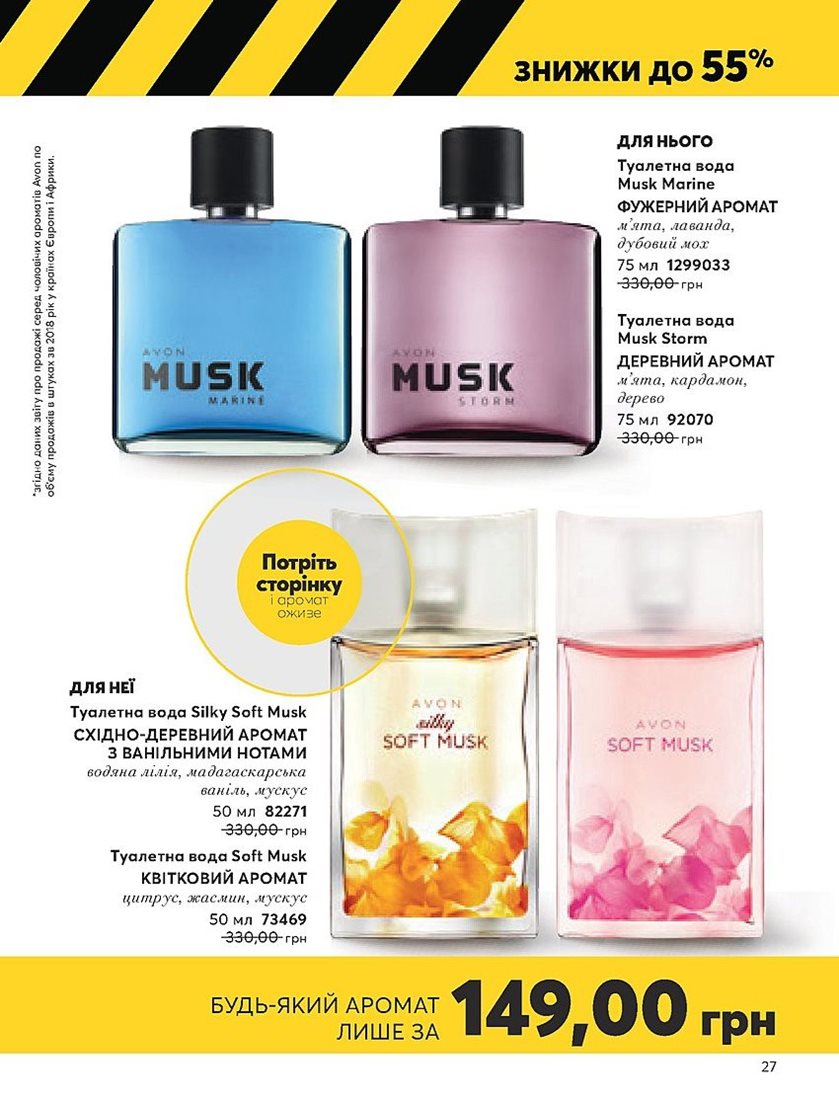 ЗНИЖКИ ДО 55%
*згідно даних звіту про продажі серед чоловічих ароматів Avon по
об'єму продажів в штуках зв 2018 рік у країнах Європи і Африки.
AVON
MUSK
MARINE
AVON
MUSK
STORM
ДЛЯ НЬОГО
Туалетна вода
Musk Marine
ФУЖЕРНИЙ АРОМАТ
м'ята, лаванда,
дубовий мох
75 мл 1299033
330,00 грн
Туалетна вода
Musk Storm
ДЕРЕВНИЙ АРОМАТ
м'ята, кардамон,
дерево
75 мл 92070
330,00 грн
Потріть
сторінку
і аромат
оживе
ДЛЯ НЕЇ
Туалетна вода Silky Soft Musk
СХІДНО-ДЕРЕВНИЙ АРОМАТ
З ВАНІЛЬНИМИ НОТАМИ
водяна лілія, мадагаскарська
ваніль, мускус
50 мл 82271
330,00 грн
Туалетна вода Soft Musk
КВІТКОВИЙ АРОМАТ
цитрус, жасмин, мускус
50 мл 73469
330,00 грн
AVON
silky
SOFT MUSK
AVON
SOFT MUSK
БУДЬ-ЯКИЙ АРОМАТ
ЛИШЕ ЗА
149,00 грн
27